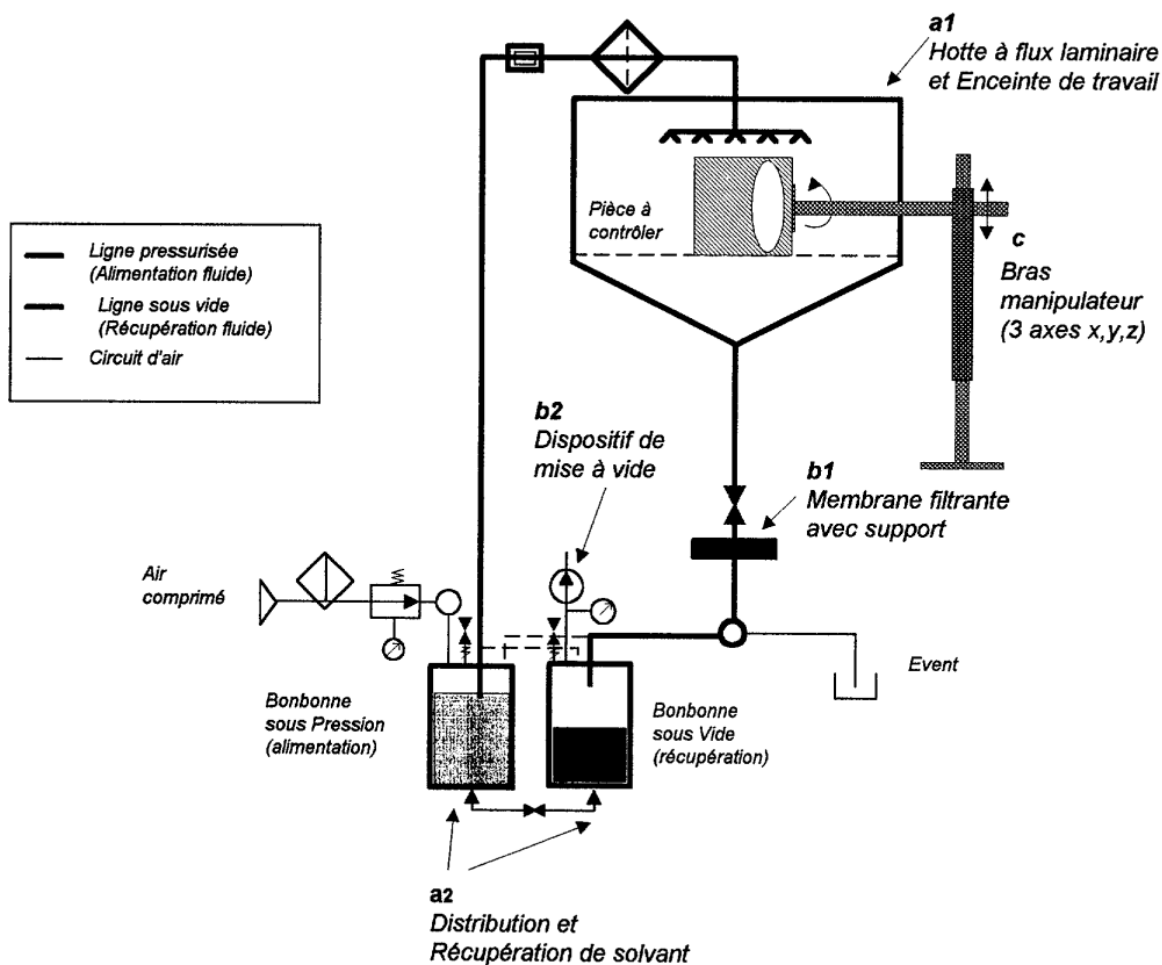 a1
Hotte à flux laminaire
et Enceinte de travail
Pièce à
contrôler
c
Bras
manipulateur
(3 axes x,y,z)
Ligne pressurisée
(Alimentation fluide)
Ligne sous vide
(Récupération fluide)
Circuit d'air
b2
Dispositif de
mise à vide
b1
Membrane filtrante
avec support
Air
comprimé
Event
Bonbonne
sous Pression
(alimentation)
Bonbonne
sous Vide
(récupération)
a2
Distribution et
Récupération de solvant